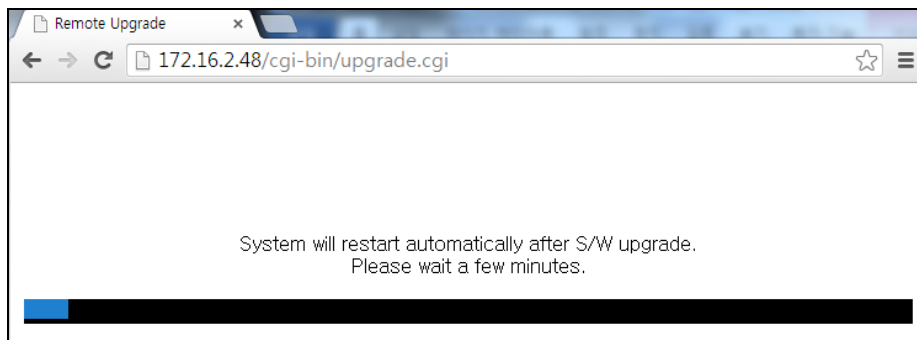 Remote Upgrade
172.16.2.48/cgi-bin/upgrade.cgi
System will restart automatically after S/W upgrade.
Please wait a few minutes.